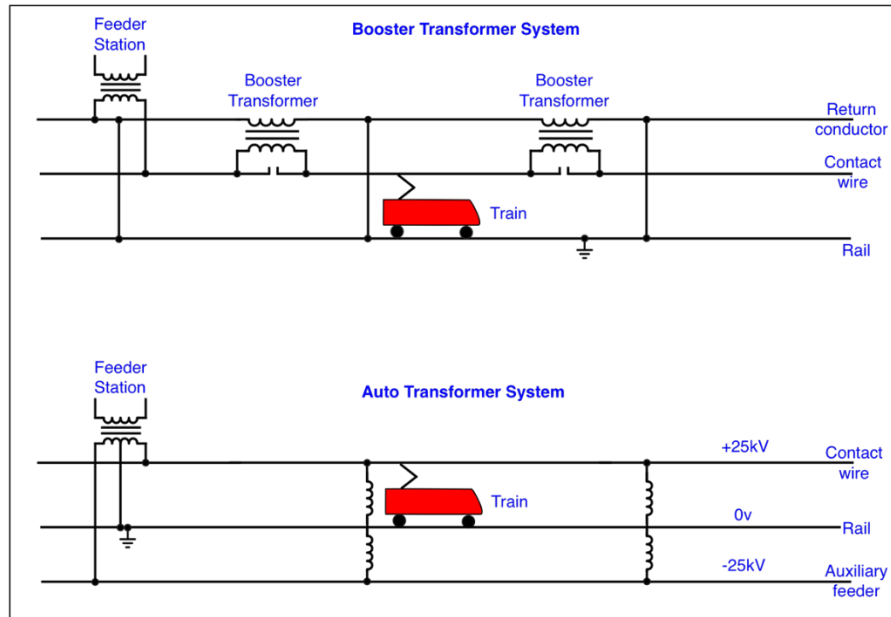 Booster Transformer System
Feeder
Station
Booster
Transformer
Booster
Transformer
Return
conductor
Contact
wire
Train
Rail
Auto Transformer System
Feeder
Station
+25kV
Contact
wire
Train
0v
Rail
-25kV
Auxiliary
feeder